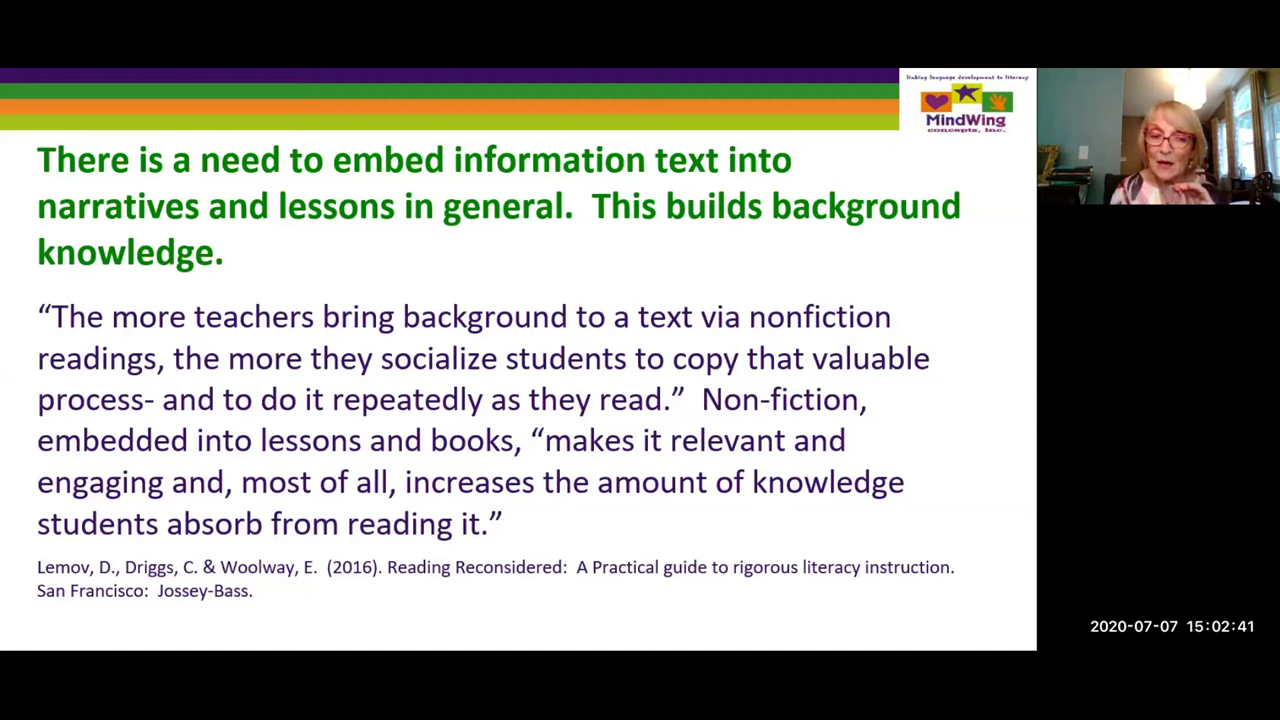 linking language development to literacy
MindWing
concepts, inc.
There is a need to embed information text into
narratives and lessons in general.  This builds background
knowledge.
“The more teachers bring background to a text via nonfiction
readings, the more they socialize students to copy that valuable
process- and to do it repeatedly as they read.”  Non-fiction,
embedded into lessons and books, “makes it relevant and
engaging and, most of all, increases the amount of knowledge
students absorb from reading it.”
Lemov, D., Driggs, C. & Woolway, E.  (2016).  Reading Reconsidered:  A Practical guide to rigorous literacy instruction.
San Francisco:  Jossey-Bass.
2020-07-07 15:02:41